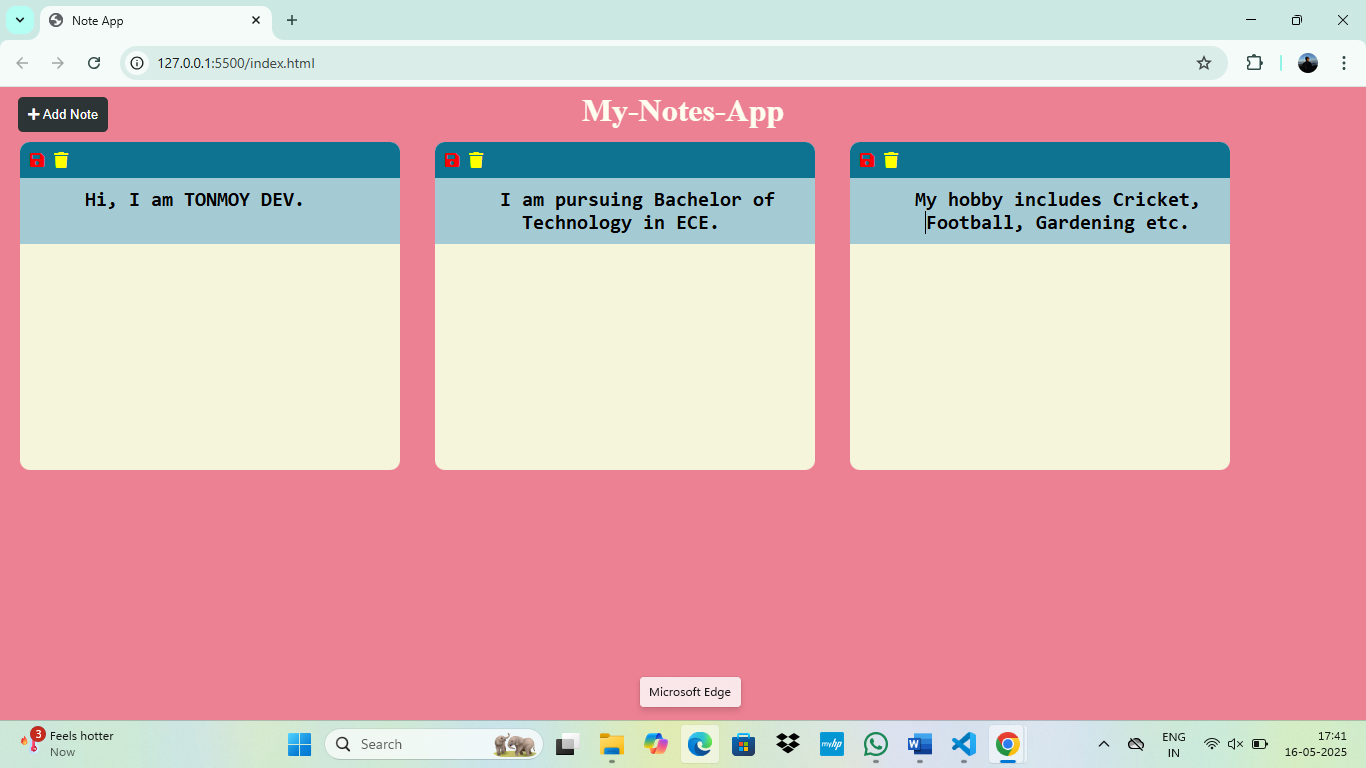 Note App
127.0.0.1:5500/index.html
Add Note
My-Notes-App
Hi, I am TONMOY DEV.
I am pursuing Bachelor of
Technology in ECE.
My hobby includes Cricket,
Football, Gardening etc.
Microsoft Edge
3
Feels hotter
Now
Search
myhp
W
ENG
IN
17:41
16-05-2025